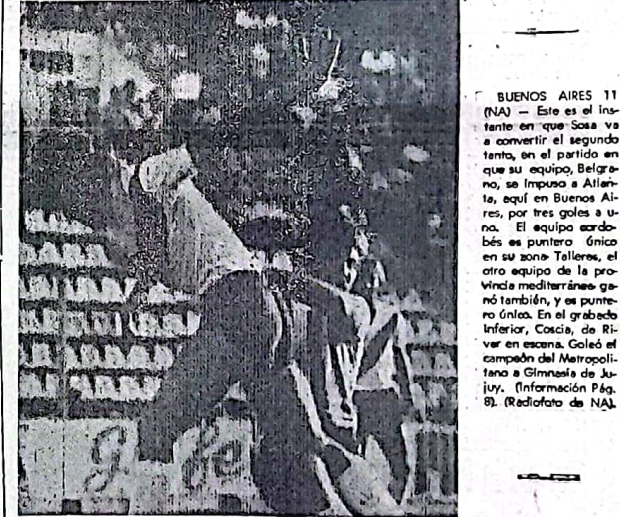 BUENOS AIRES 11
(NA) — Este es el ins-
tante en que Sosa va
a convertir el segundo
tanto, en el partido en
que su equipo, Belgra-
no, se impuso a Atlan-
ta, aquí en Buenos Ai-
res, por tres goles a u-
no. El equipo cordo-
bés es puntero único
en su zona Talleres, el
otro equipo de la pro-
vincia mediterránea ga-
nó también, y es punte-
ro único. En el grabado
inferior, Coscia, de Ri-
ver en escena. Goleó el
campeón del Metropoli-
tano a Gimnasia de Ju-
juy. (Información Pág.
8). (Radiofoto de NA).